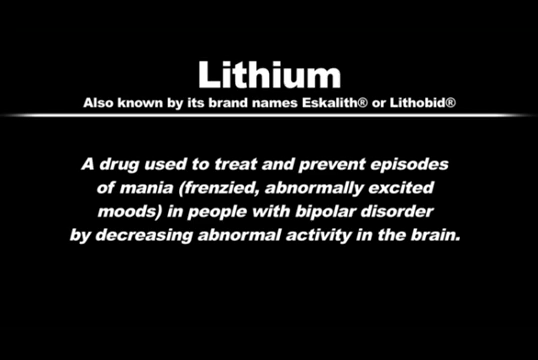 Lithium
Also known by its brand names Eskalith® or Lithobid®
A drug used to treat and prevent episodes
of mania (frenzied, abnormally excited
moods) in people with bipolar disorder
by decreasing abnormal activity in the brain.